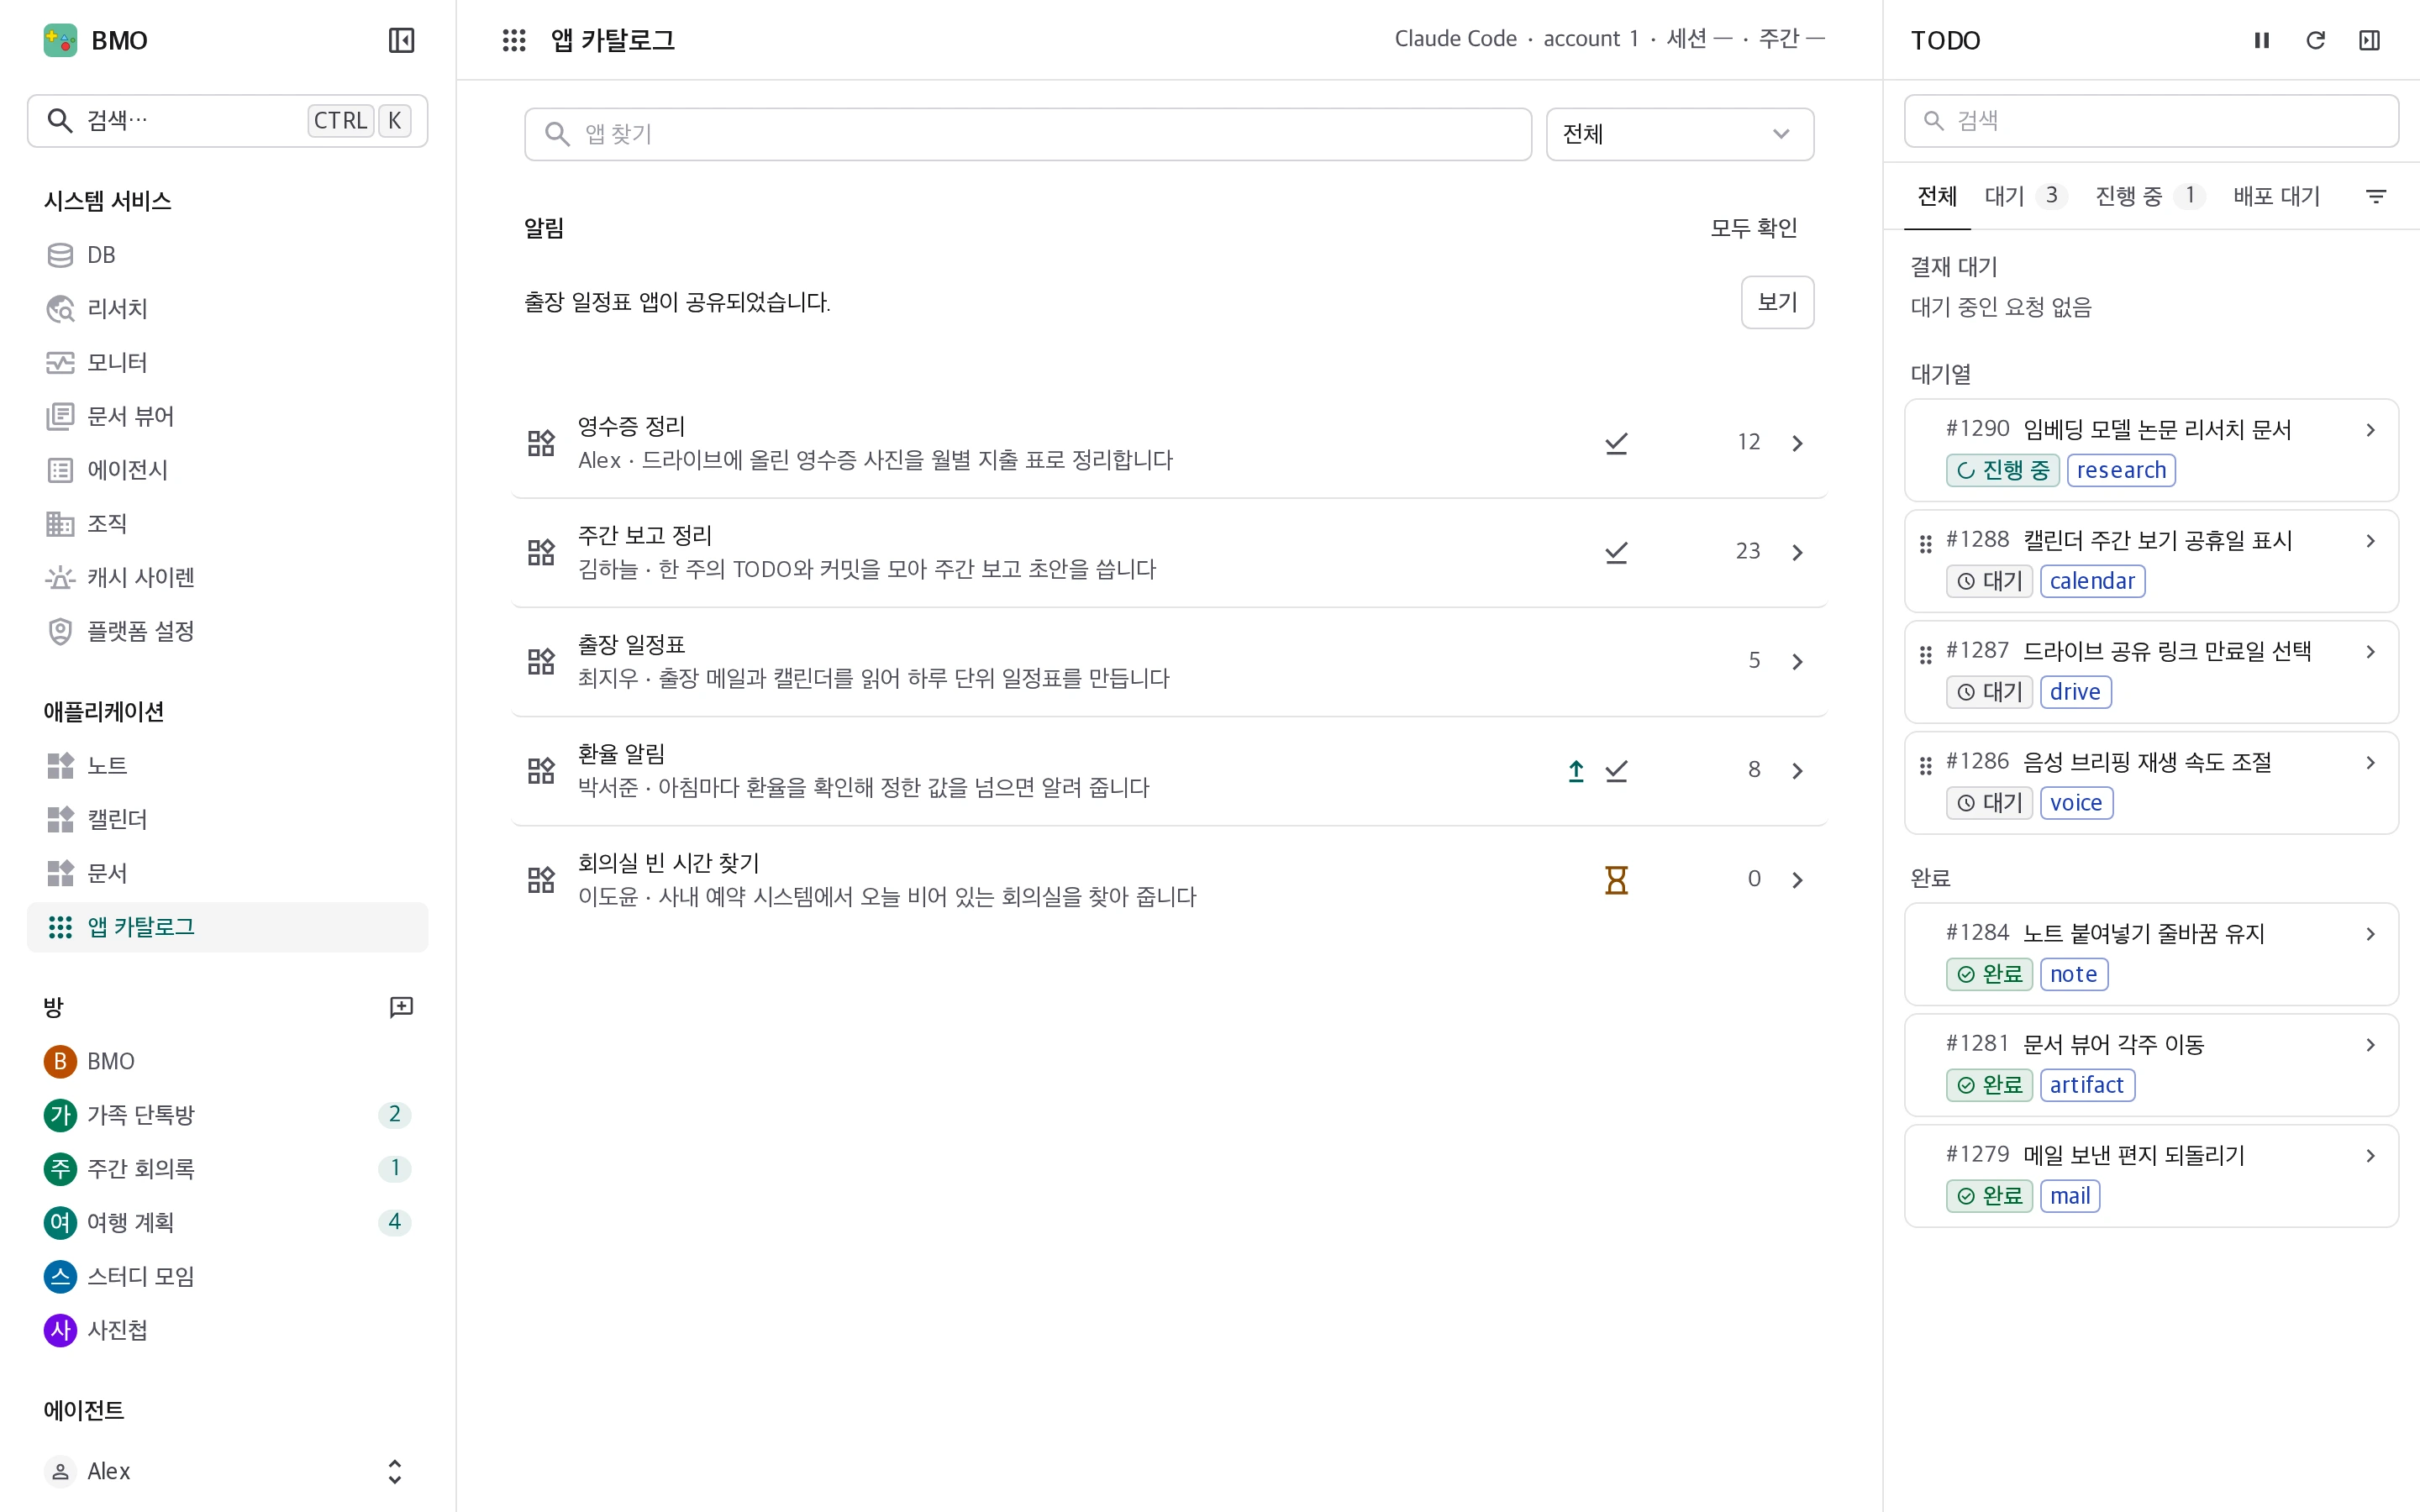 BMO
검색…
CTRL K
시스템 서비스
DB
리서치
모니터
문서 뷰어
에이전시
조직
캐시 사이렌
플랫폼 설정
애플리케이션
노트
캘린더
문서
앱 카탈로그
방
B BMO
가 가족 단톡방 2
주 주간 회의록 1
여 여행 계획 4
스 스터디 모임
사 사진첩
에이전트
Alex
앱 카탈로그
Claude Code · account 1 · 세션 — · 주간 —
앱 찾기
전체
알림
모두 확인
출장 일정표 앱이 공유되었습니다.
보기
영수증 정리
Alex · 드라이브에 올린 영수증 사진을 월별 지출 표로 정리합니다
12
주간 보고 정리
김하늘 · 한 주의 TODO와 커밋을 모아 주간 보고 초안을 씁니다
23
출장 일정표
최지우 · 출장 메일과 캘린더를 읽어 하루 단위 일정표를 만듭니다
5
환율 알림
박서준 · 아침마다 환율을 확인해 정한 값을 넘으면 알려 줍니다
8
회의실 빈 시간 찾기
이도윤 · 사내 예약 시스템에서 오늘 비어 있는 회의실을 찾아 줍니다
0
TODO
검색
전체 대기 3 진행 중 1 배포 대기
결재 대기
대기 중인 요청 없음
대기열
#1290 임베딩 모델 논문 리서치 문서
진행 중 research
#1288 캘린더 주간 보기 공휴일 표시
대기 calendar
#1287 드라이브 공유 링크 만료일 선택
대기 drive
#1286 음성 브리핑 재생 속도 조절
대기 voice
완료
#1284 노트 붙여넣기 줄바꿈 유지
완료 note
#1281 문서 뷰어 각주 이동
완료 artifact
#1279 메일 보낸 편지 되돌리기
완료 mail